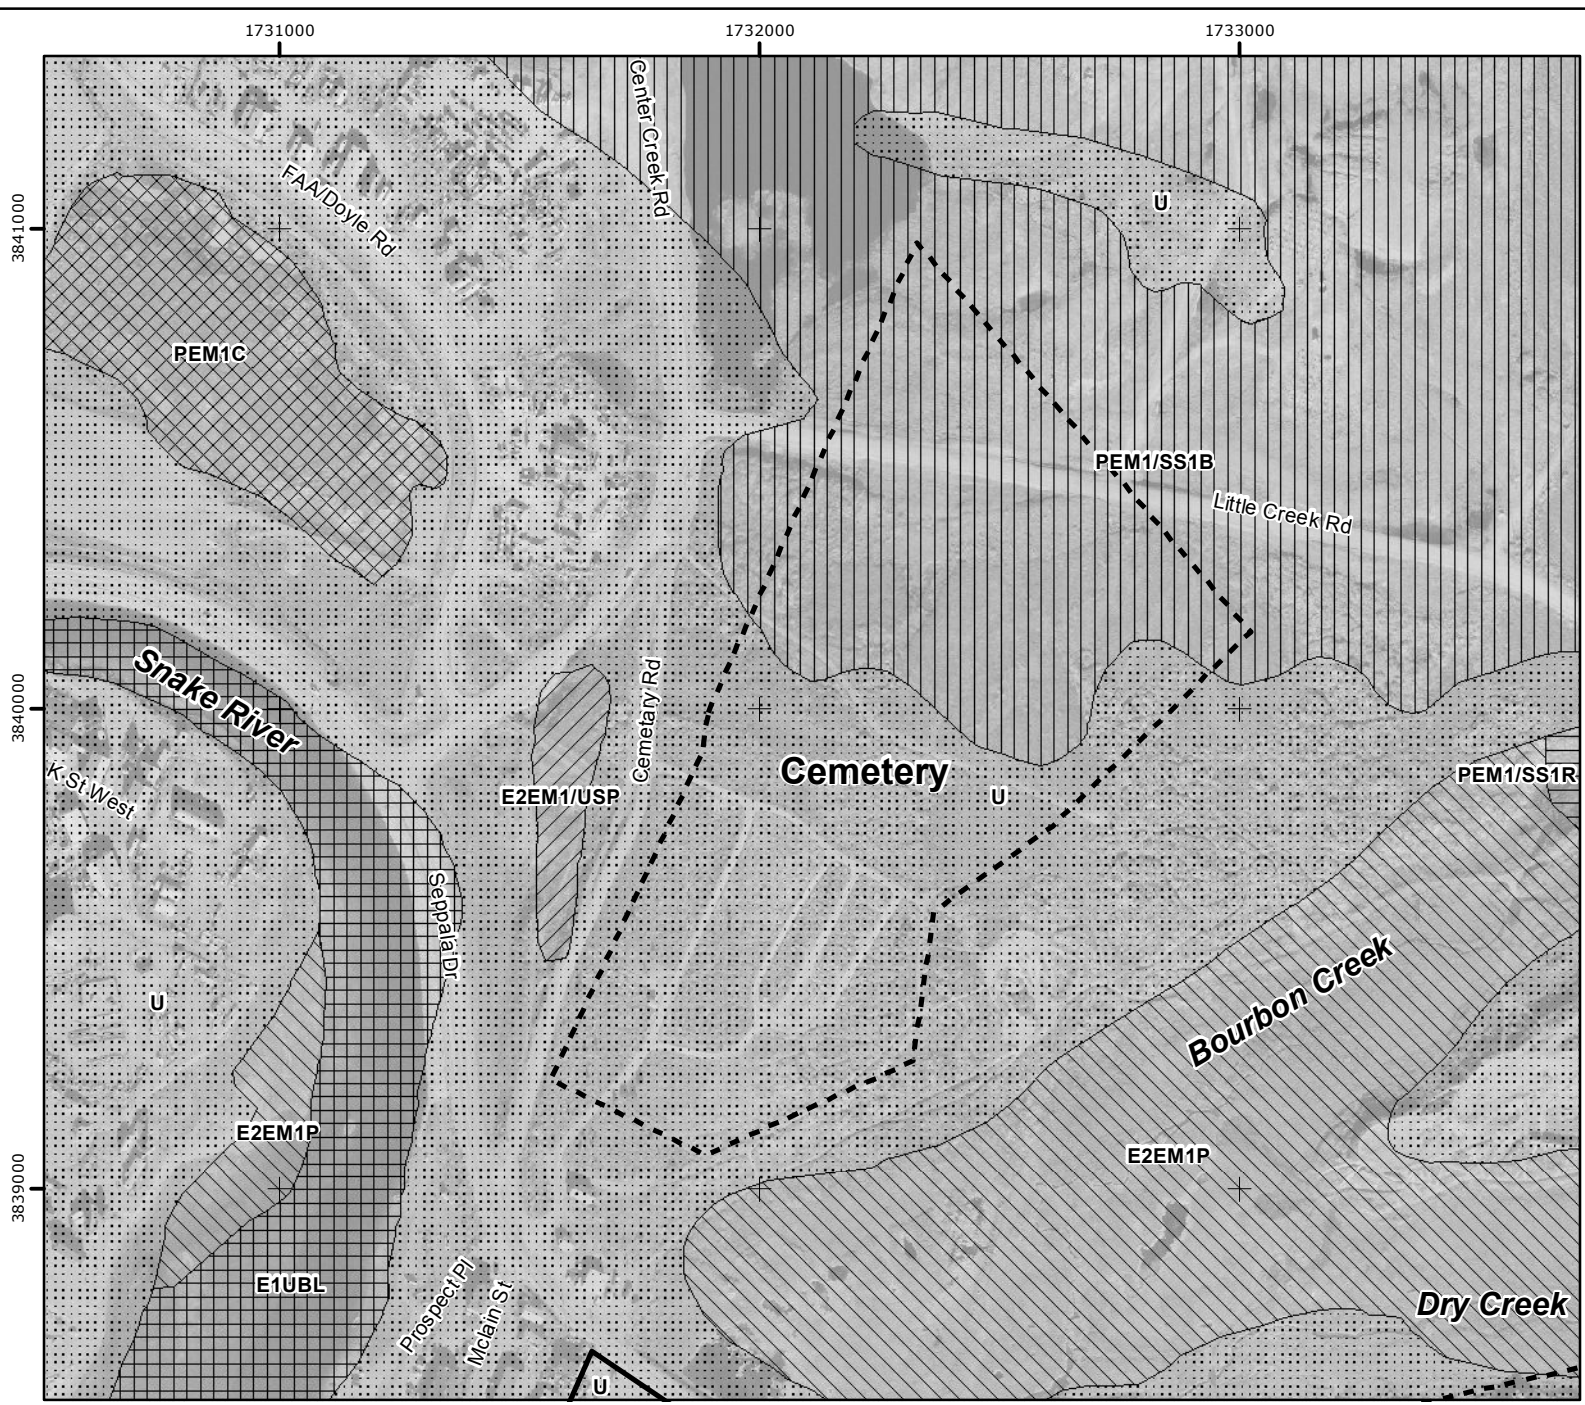 1731000
1732000
1733000
Center Creek Rd
FAA/Doyle Rd
U
3841000
PEM1C
PEM1/SS1B
Little Creek Rd
Snake River
3840000
Cemetary Rd
K St West
Cemetery
U
E2EM1/USP
PEM1/SS1R
Seppala Dr
U
Bourbon Creek
E2EM1P
E2EM1P
3839000
E1UBL
Prospect Pl
Mclain St
Dry Creek
U